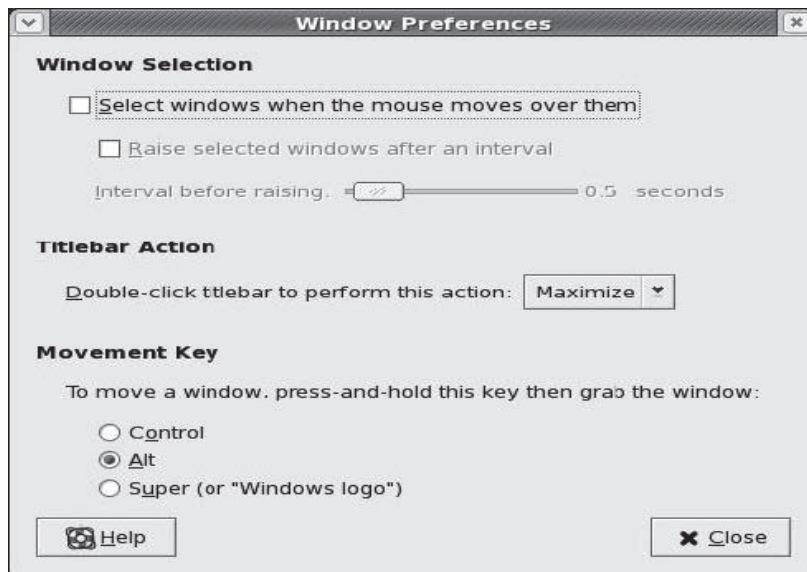 Window Preferences
Window Selection
Select windows when the mouse moves over them
Raise selected windows after an interval
Interval before raising. 0.5 seconds
Titlebar Action
Double-click ttlebar to perform this action: Maximize
Movement Key
To move a window. press-and-hold this key then grab the window:
Control
Alt
Super (or "Windows logo")
Help Close